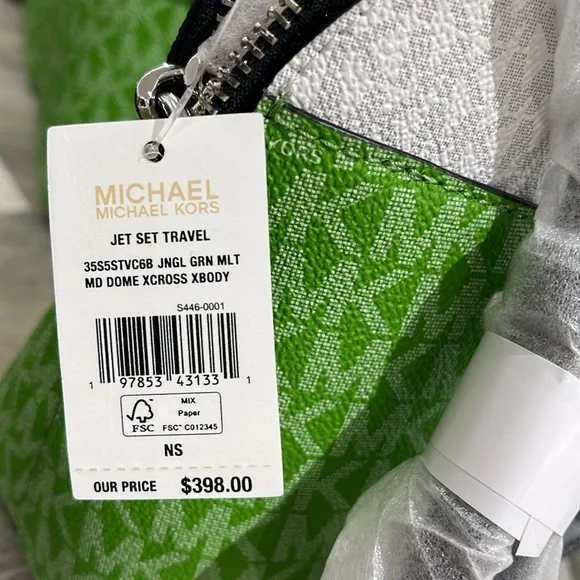 MICHAEL
MICHAEL KORS
JET SET TRAVEL
35S5STVC6B JNGL GRN MLT
MD DOME XCROSS XBODY
S446-0001
1 97853 43133 1
FSC
MIX
Paper
FSC™ C012345
NS
OUR PRICE $398.00
KORS